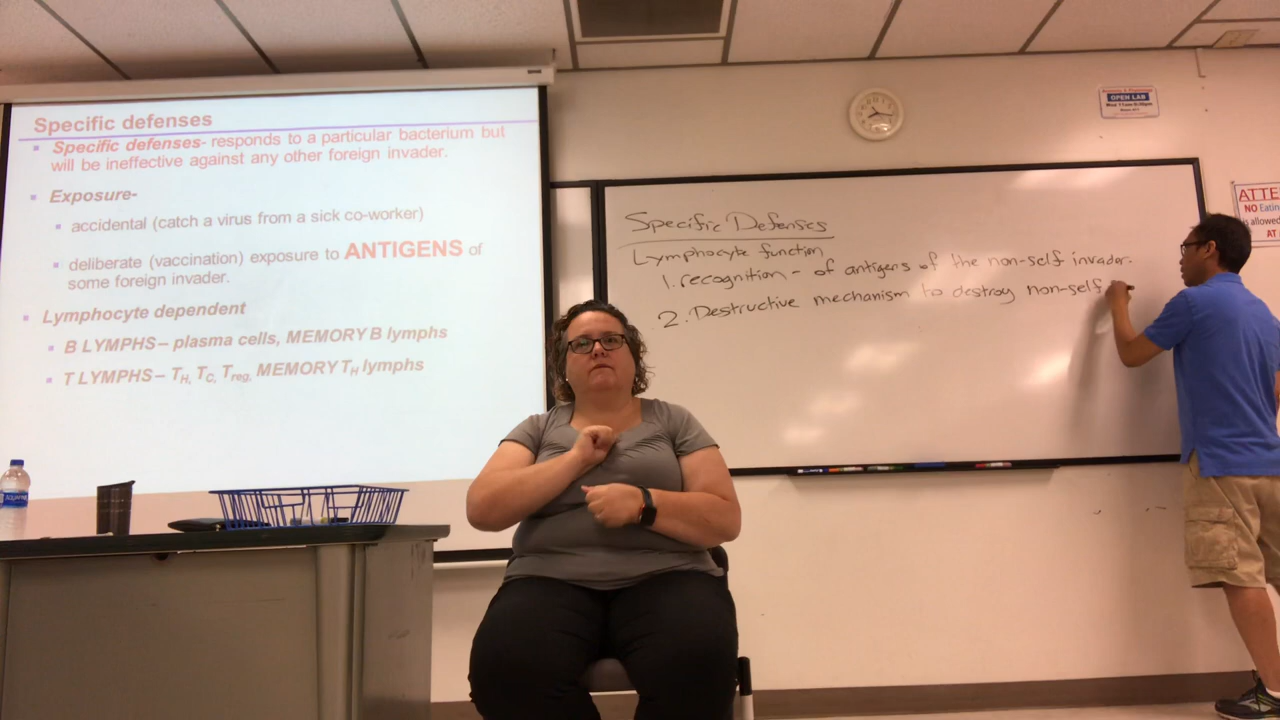 Specific defenses
Specific defenses- responds to a particular bacterium but
will be ineffective against any other foreign invader.
Exposure-
accidental (catch a virus from a sick co-worker)
deliberate (vaccination) exposure to ANTIGENS of
some foreign invader.
Lymphocyte dependent
B LYMPHS– plasma cells, MEMORY B lymphs
T LYMPHS– TH, TC, Treg, MEMORY TH lymphs
Specific Defenses
Lymphocyte function
1. recognition - of antigens of the non-self invader.
2. Destructive mechanism to destroy non-self
OPEN LAB
ATTE
NO Eatin
is allowed
AT